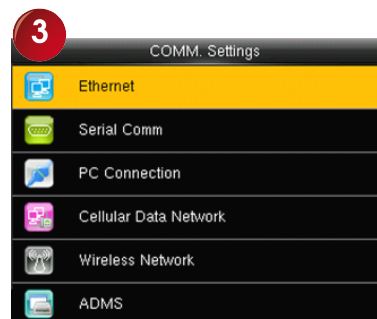 3
COMM. Settings
Ethernet
Serial Comm
PC Connection
Cellular Data Network
Wireless Network
ADMS